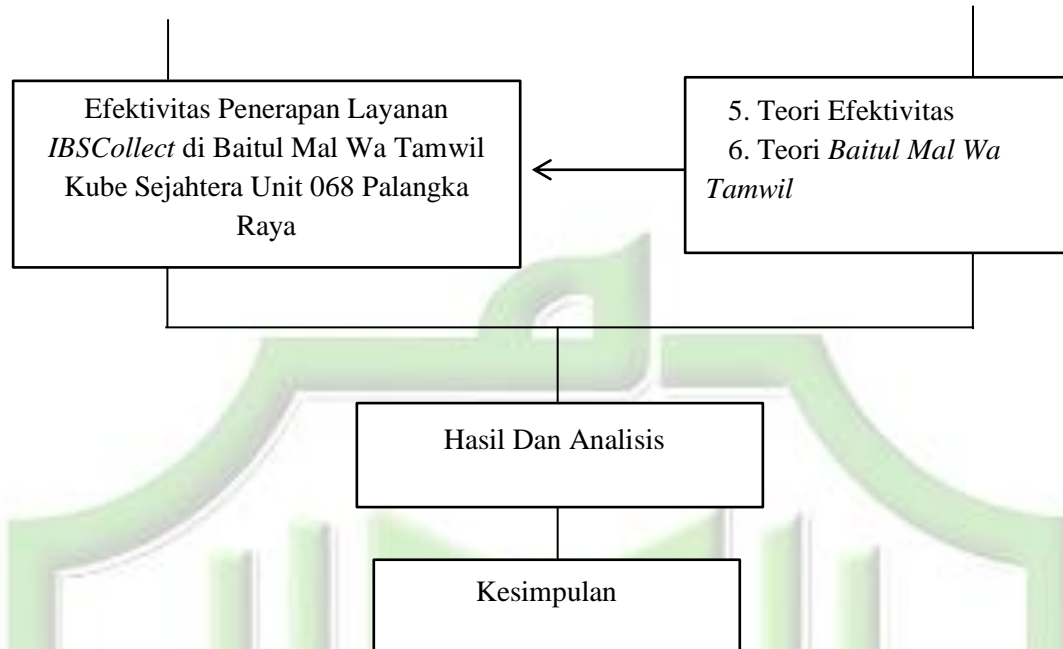 Efektivitas Penerapan Layanan
IBSCollect di Baitul Mal Wa Tamwil
Kube Sejahtera Unit 068 Palangka
Raya
5. Teori Efektivitas
6. Teori Baitul Mal Wa
Tamwil
Hasil Dan Analisis
Kesimpulan